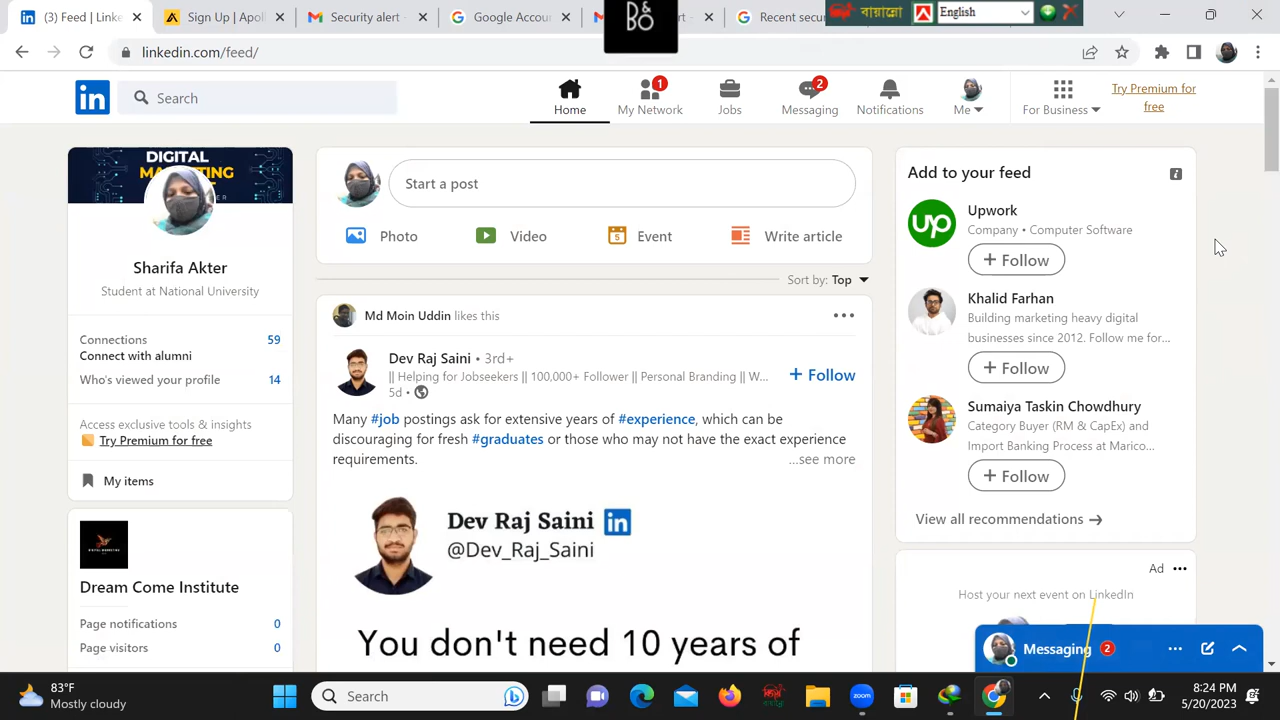 (3) Feed | Linke
Sign Up
Security alert
Google Accou
Recent secu
D&
BO
বায়ান্নো
English
linkedin.com/feed/
in
Search
Home
1
My Network
Jobs
2
Messaging
Notifications
Me
For Business
Try Premium for
free
DIGITAL
Sharifa Akter
Student at National University
Connections 59
Connect with alumni
Who's viewed your profile 14
Access exclusive tools & insights
Try Premium for free
My items
Dream Come Institute
Page notifications 0
Page visitors 0
Start a post
Photo
Video
Event
Write article
Sort by: Top
Md Moin Uddin likes this
Dev Raj Saini • 3rd+
|| Helping for Jobseekers || 100,000+ Follower || Personal Branding || W...
5d •
+ Follow
Many #job postings ask for extensive years of #experience, which can be
discouraging for fresh #graduates or those who may not have the exact experience
requirements.
...see more
Dev Raj Saini in
@Dev_Raj_Saini
You don't need 10 years of
Add to your feed
up
Upwork
Company • Computer Software
+ Follow
Khalid Farhan
Building marketing heavy digital
businesses since 2012. Follow me for...
+ Follow
Sumaiya Taskin Chowdhury
Category Buyer (RM & CapEx) and
Import Banking Process at Marico...
+ Follow
View all recommendations
Ad
Host your next event on LinkedIn
Messaging 2
83°F
Mostly cloudy
Search
zoom
8:24 PM
5/20/2023